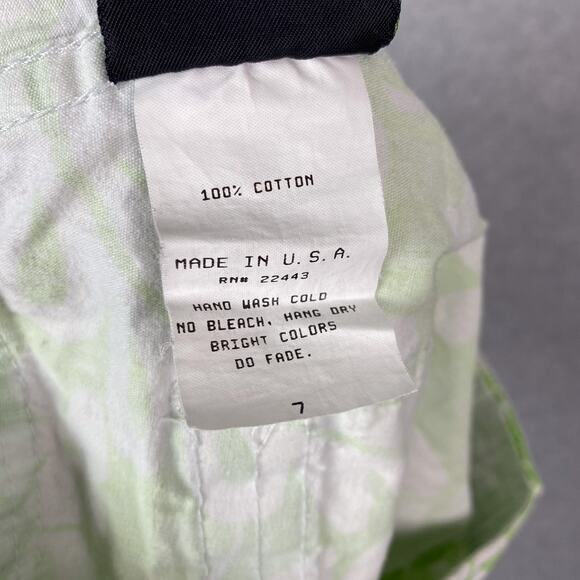 100% COTTON
MADE IN U.S.A.
RN# 22443
HAND WASH COLD
NO BLEACH, HANG DRY
BRIGHT COLORS
DO FADE.
7